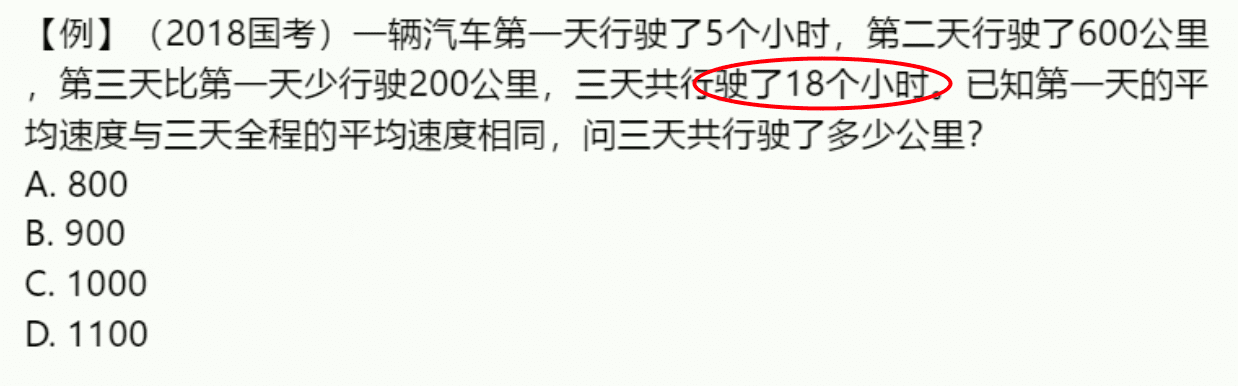 【例】（2018国考）一辆汽车第一天行驶了5个小时，第二天行驶了600公里
，第三天比第一天少行驶200公里，三天共行驶了18个小时。已知第一天的平
均速度与三天全程的平均速度相同，问三天共行驶了多少公里？
A. 800
B. 900
C. 1000
D. 1100